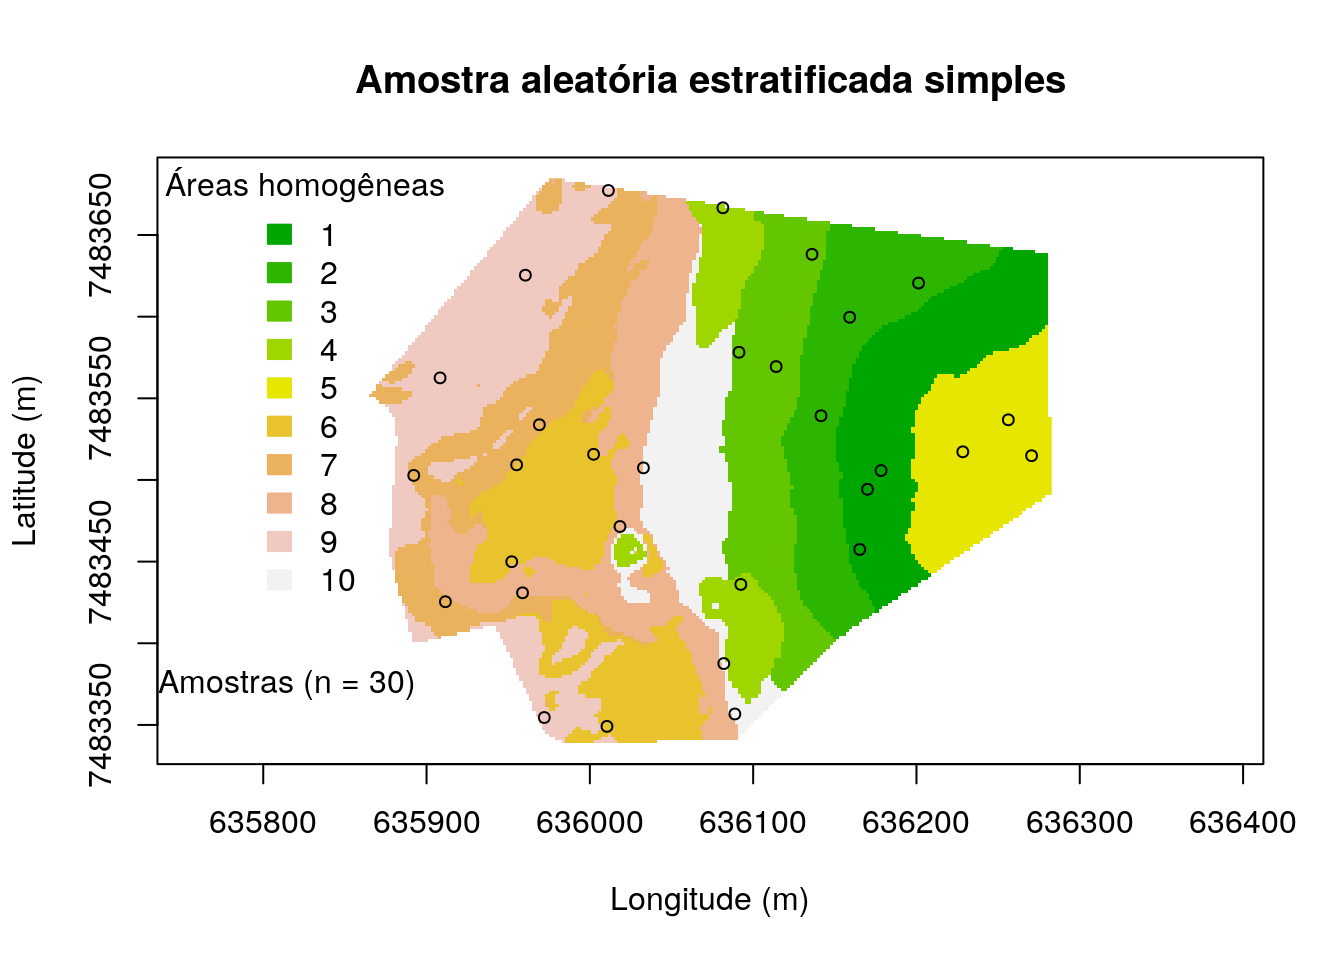 Amostra aleatória estratificada simples
Áreas homogêneas
1
2
3
4
5
6
7
8
9
10
Amostras (n = 30)
7483650
7483550
7483450
7483350
Latitude (m)
635800 635900 636000 636100 636200 636300 636400
Longitude (m)